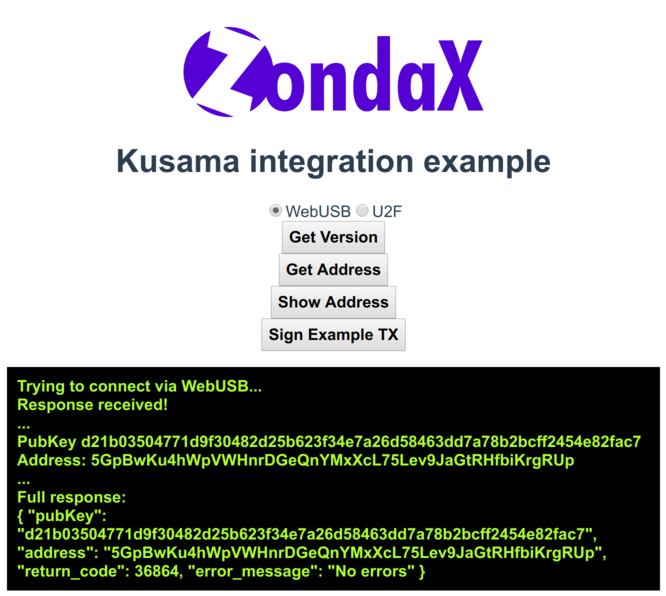 ZondaX
Kusama integration example
WebUSB U2F
Get Version
Get Address
Show Address
Sign Example TX
Trying to connect via WebUSB...
Response received!
...
PubKey d21b03504771d9f30482d25b623f34e7a26d58463dd7a78b2bcff2454e82fac7
Address: 5GpBwKu4hWpVWHnrDGeQnYMxXcL75Lev9JaGtRHfbiKrgRUp
...
Full response:
{ "pubKey":
"d21b03504771d9f30482d25b623f34e7a26d58463dd7a78b2bcff2454e82fac7",
"address": "5GpBwKu4hWpVWHnrDGeQnYMxXcL75Lev9JaGtRHfbiKrgRUp",
"return_code": 36864, "error_message": "No errors" }